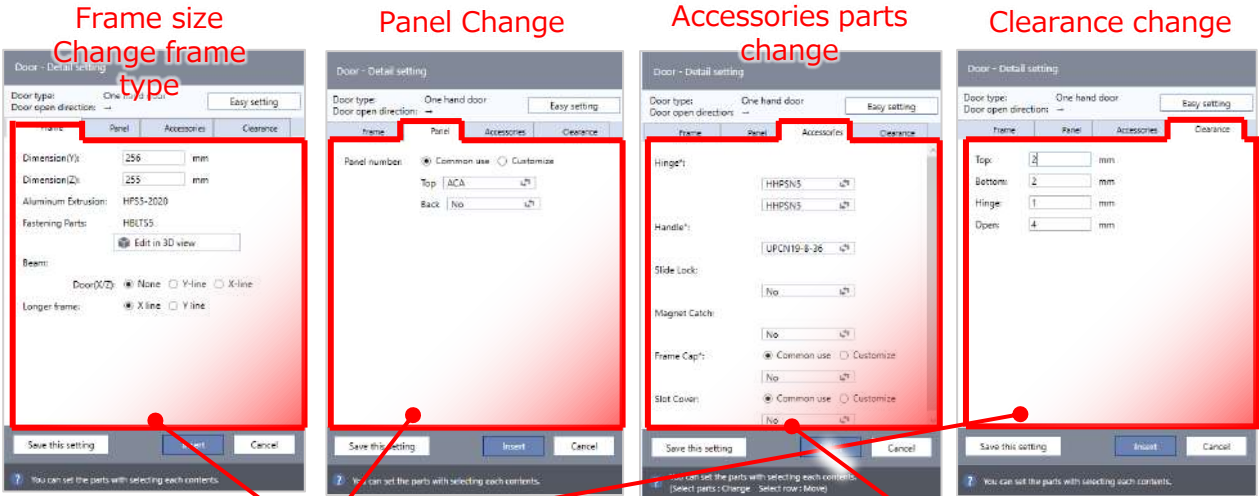 Frame size
Change frame
type
Door - Detail setting
Door type: One hand door
Door open direction: →
Easy setting
Frame Panel Accessories Clearance
Dimension(Y): 256 mm
Dimension(Z): 255 mm
Aluminum Extrusion: HFS5-2020
Fastening Parts: HBLTS5
Edit in 3D view
Beam:
Door(X/Z): None Y-line X-line
Longer frame: X line Y line
Save this setting Insert Cancel
? You can set the parts with selecting each contents.
Panel Change
Door - Detail setting
Door type: One hand door
Door open direction: →
Easy setting
Frame Panel Accessories Clearance
Panel number: Common use Customize
Top ACA
Back No
Save this setting Insert Cancel
? You can set the parts with selecting each contents.
Accessories parts
change
Door - Detail setting
Door type: One hand door
Door open direction: →
Easy setting
Frame Panel Accessories Clearance
Hinge*:
HHPSN5
HHPSN5
Handle*:
UPCN19-B-36
Slide Lock:
No
Magnet Catch:
No
Frame Cap*: Common use Customize
No
Slot Cover: Common use Customize
No
Save this setting Cancel
You can set the parts with selecting each contents.
(Select parts : Change Select row : Move)
Clearance change
Door - Detail setting
Door type: One hand door
Door open direction: →
Easy setting
Frame Panel Accessories Clearance
Top: 2 mm
Bottom: 2 mm
Hinge: 1 mm
Open: 4 mm
Save this setting Insert Cancel
? You can set the parts with selecting each contents.